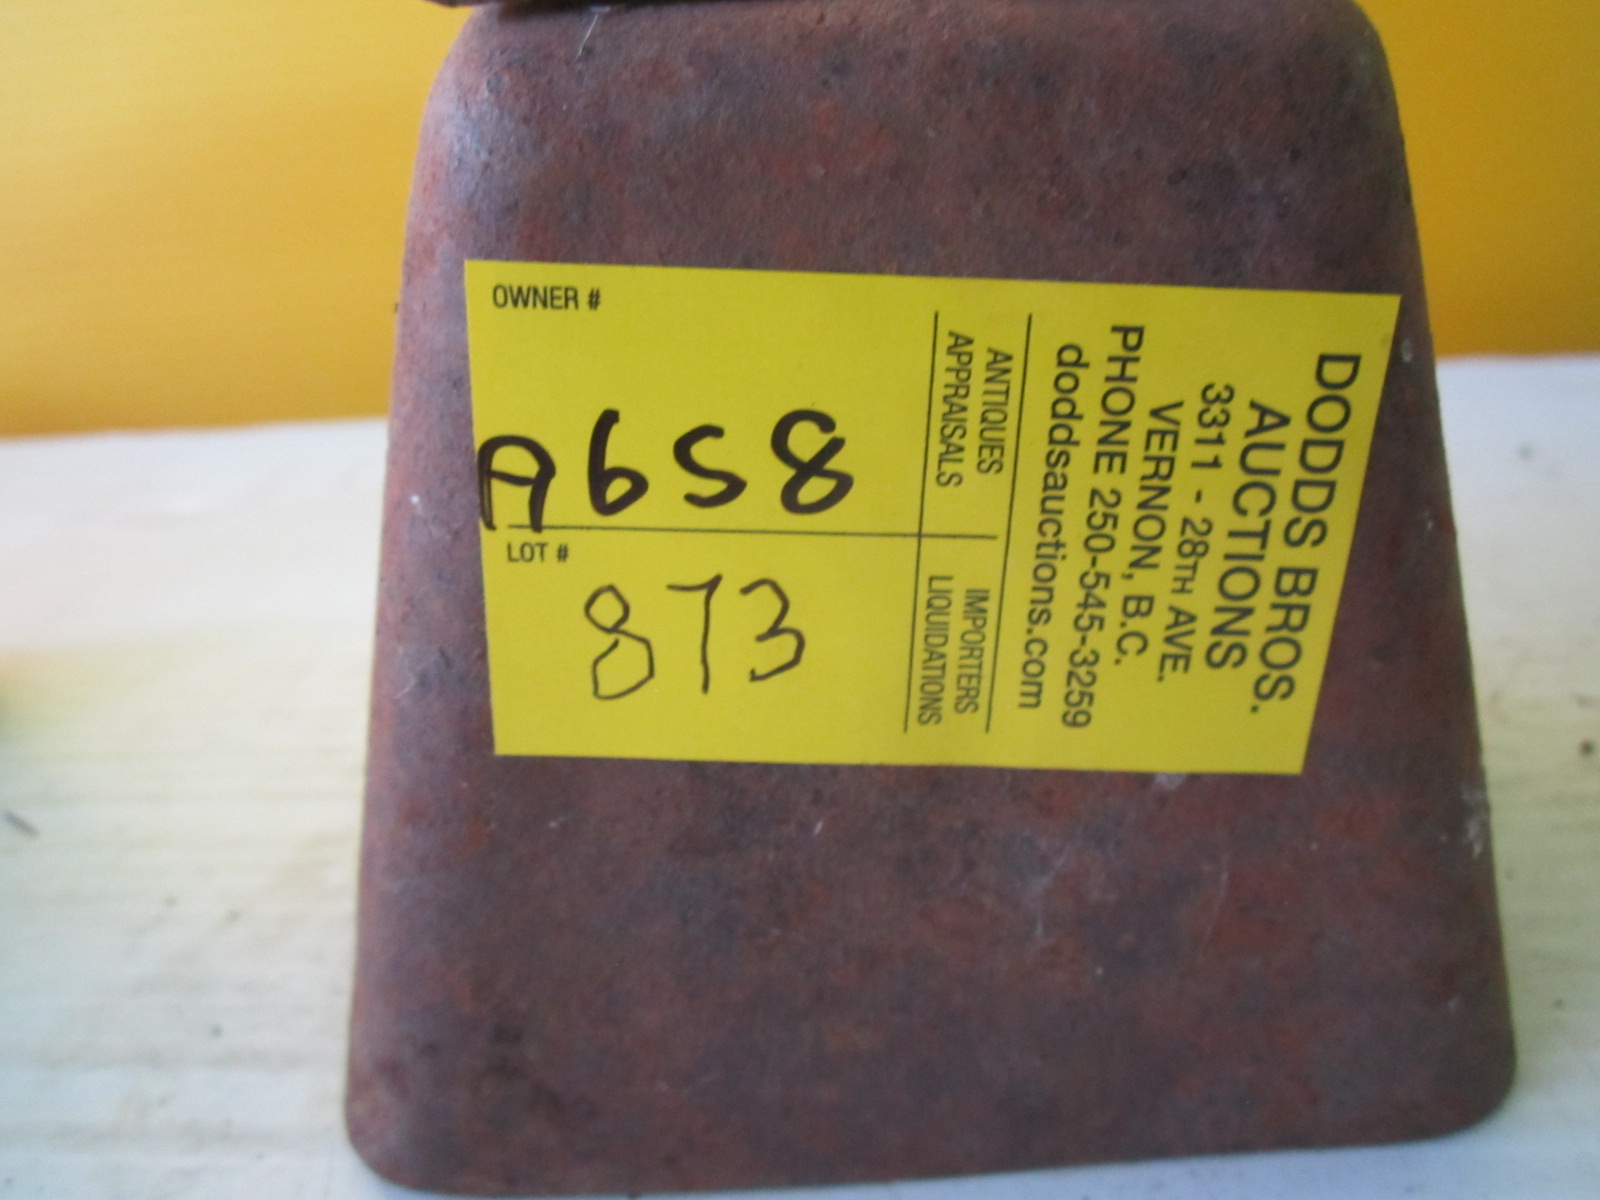 DODDS BROS.
AUCTIONS
3311 - 28TH AVE.
VERNON, B.C.
PHONE 250-545-3259
doddsauctions.com
ANTIQUES
APPRAISALS
IMPORTERS
LIQUIDATIONS
OWNER #
A658
LOT #
873